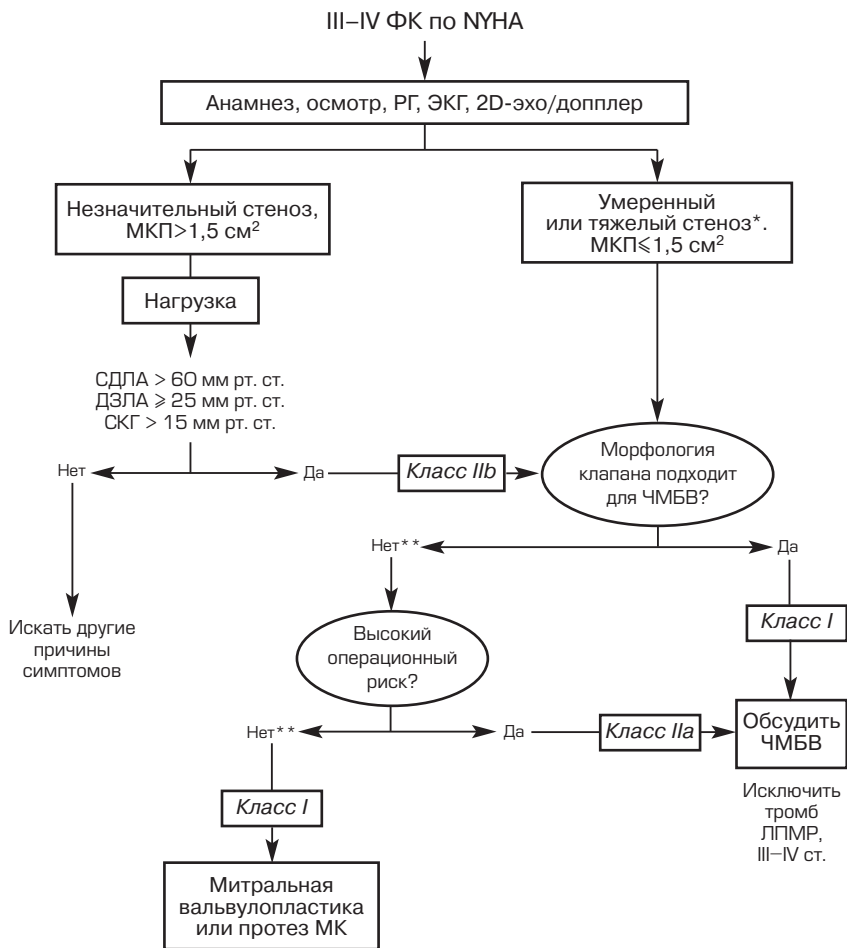 III–IV ФК по NYHA
Анамнез, осмотр, РГ, ЭКГ, 2D-эхо/допплер
Незначительный стеноз,
МКП>1,5 см²
Умеренный
или тяжелый стеноз*.
МКП⩽1,5 см²
Нагрузка
СДЛА > 60 мм рт. ст.
ДЗЛА ⩾ 25 мм рт. ст.
СКГ > 15 мм рт. ст.
Нет
Да
Класс IIb
Морфология
клапана подходит
для ЧМБВ?
Нет**
Да
Искать другие
причины
симптомов
Высокий
операционный
риск?
Класс I
Нет**
Да
Класс IIa
Обсудить
ЧМБВ
Класс I
Исключить
тромб
ЛПМР,
III–IV ст.
Митральная
вальвулопластика
или протез МК